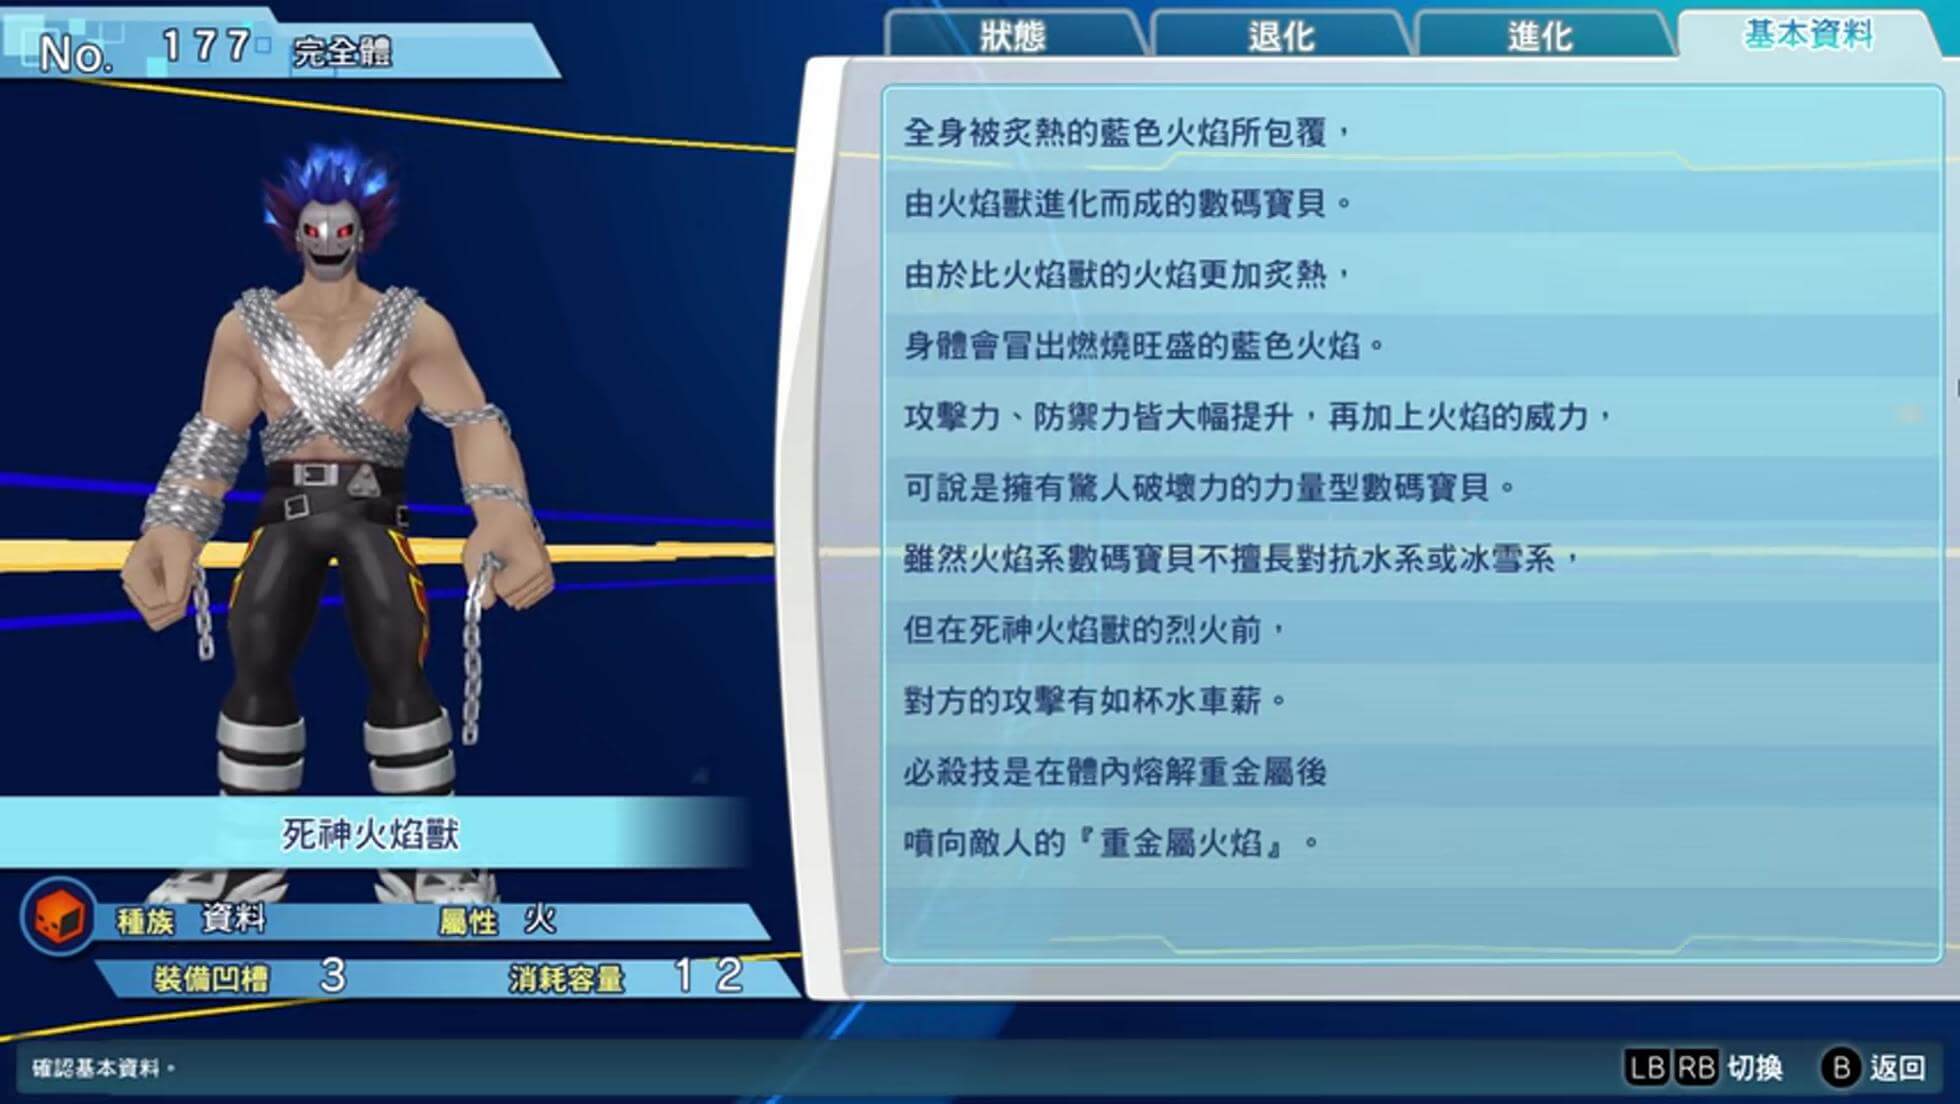 No. 177 完全體
狀態 退化 進化 基本資料
全身被炙熱的藍色火焰所包覆，
由火焰獸進化而成的數碼寶貝。
由於比火焰獸的火焰更加炙熱，
身體會冒出燃燒旺盛的藍色火焰。
攻擊力、防禦力皆大幅提升，再加上火焰的威力，
可說是擁有驚人破壞力的力量型數碼寶貝。
雖然火焰系數碼寶貝不擅長對抗水系或冰雪系，
但在死神火焰獸的烈火前，
對方的攻擊有如杯水車薪。
必殺技是在體內熔解重金屬後
噴向敵人的『重金屬火焰』。
死神火焰獸
種族 資料 屬性 火
裝備凹槽 3 消耗容量 12
確認基本資料。
LB RB 切換 B 返回